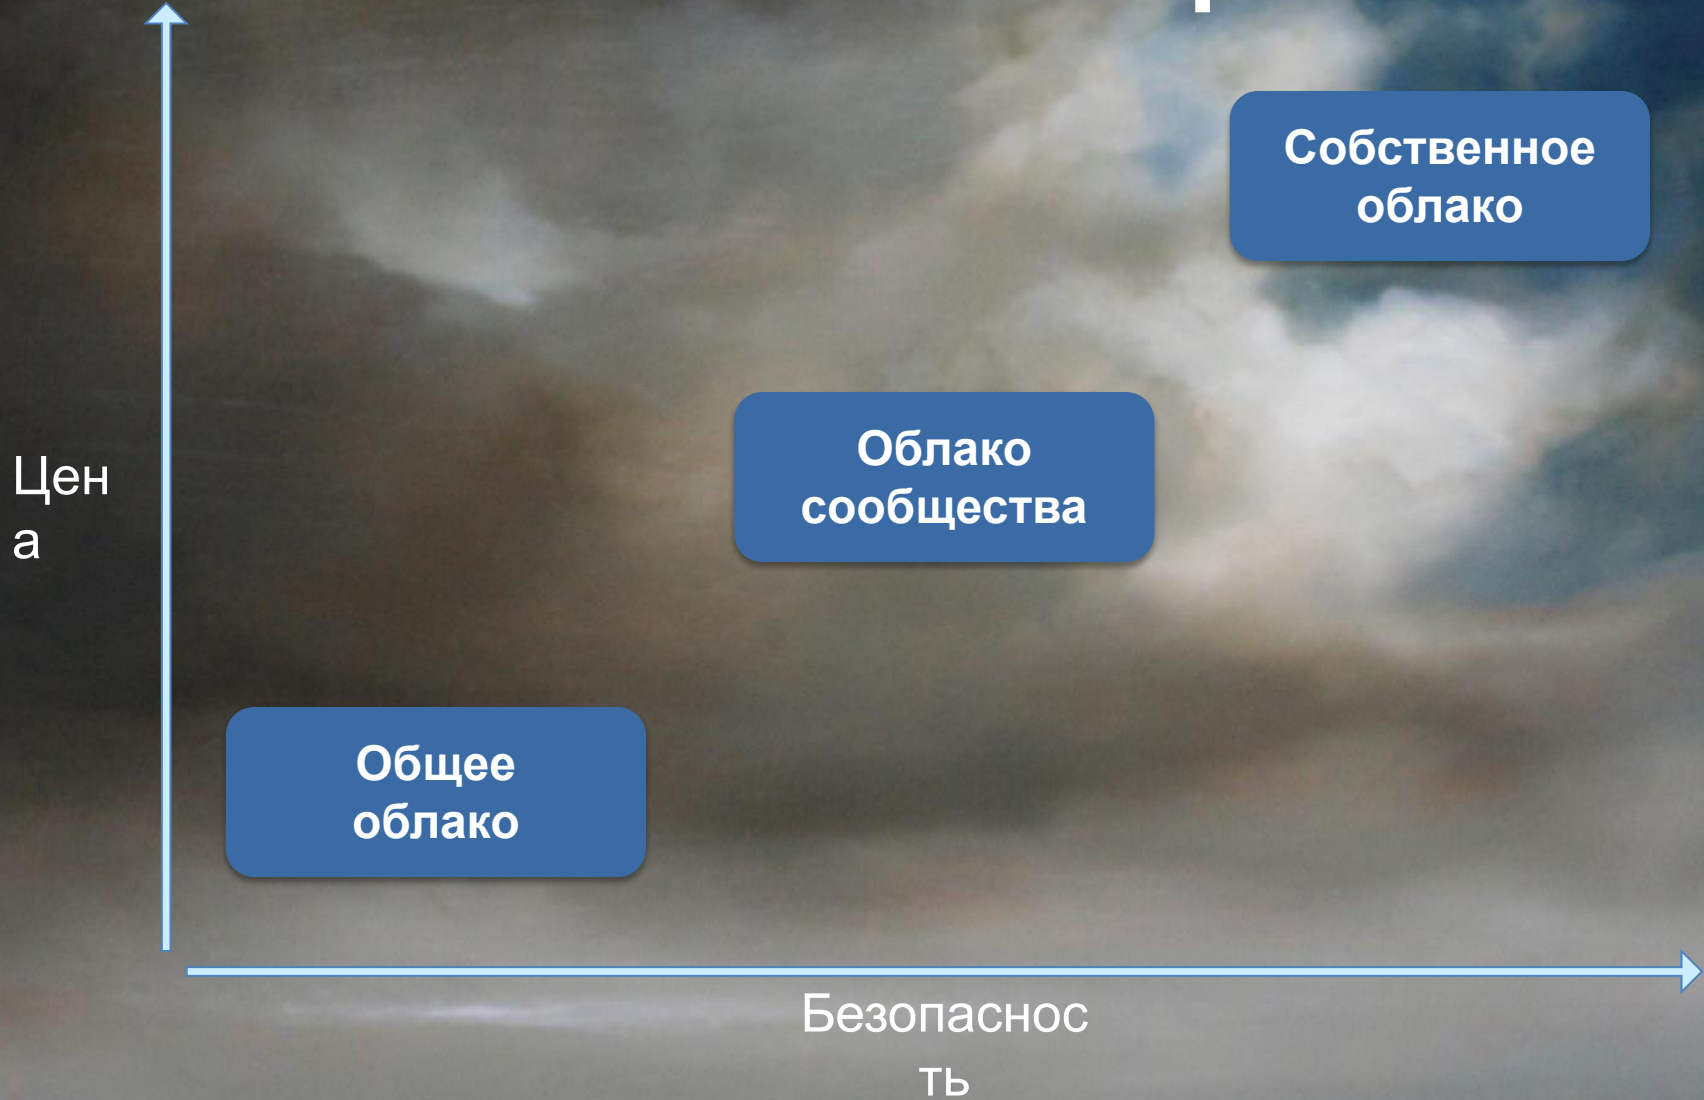 Собственное
облако
Облако
сообщества
Цен
а
Общее
облако
Безопаснос
ть